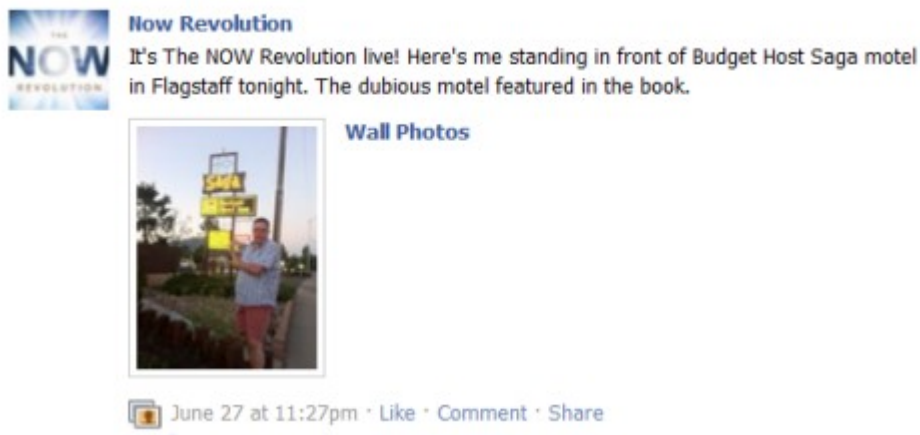 THE
NOW
REVOLUTION
Now Revolution
It's The NOW Revolution live! Here's me standing in front of Budget Host Saga motel
in Flagstaff tonight. The dubious motel featured in the book.
Wall Photos
Saga
June 27 at 11:27pm · Like · Comment · Share